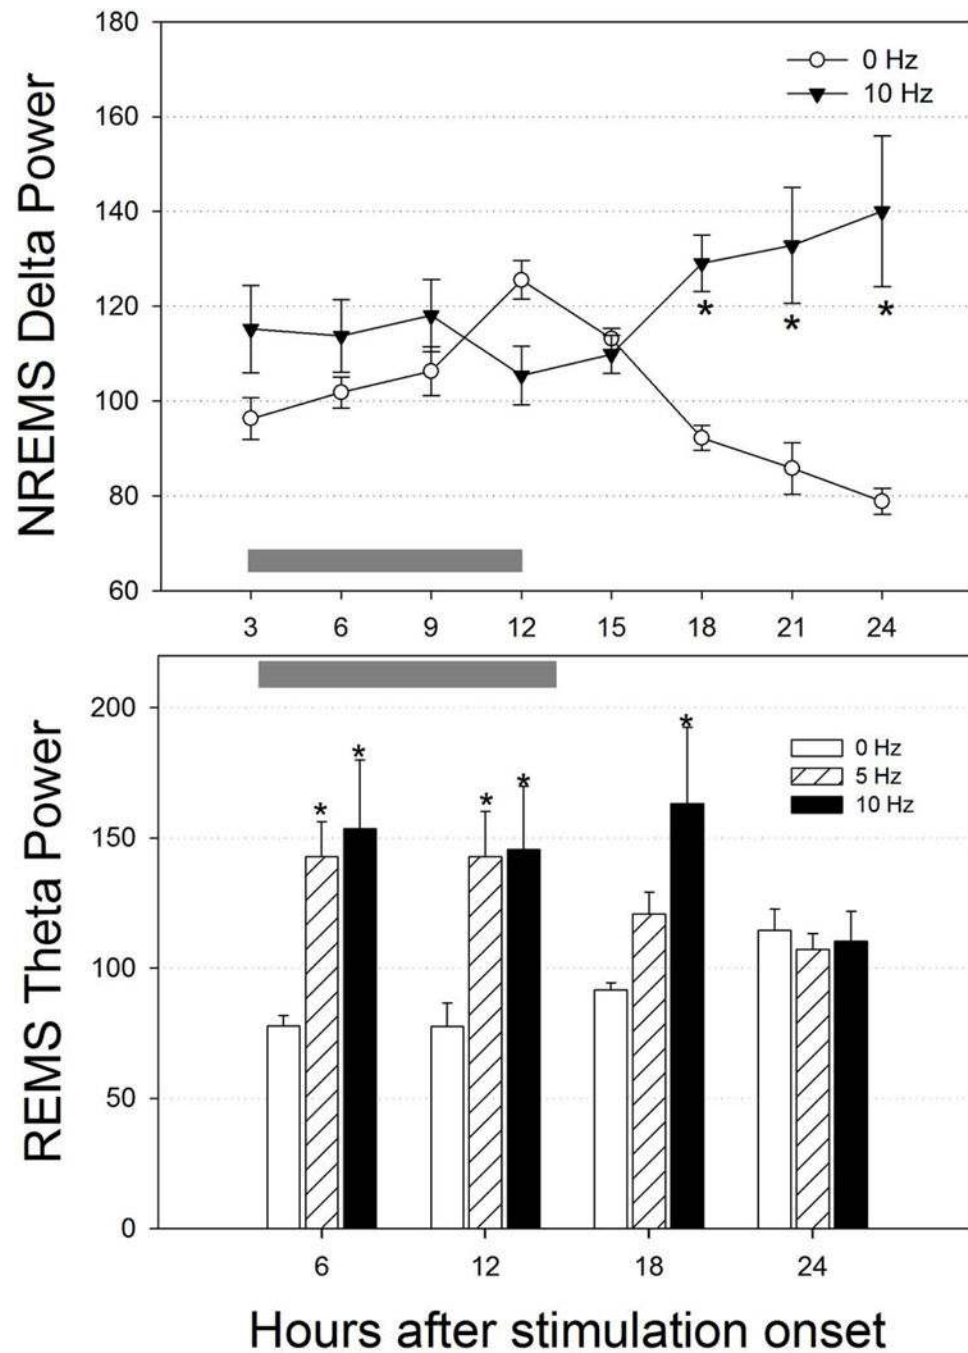 NREMS Delta Power
180
160
140
120
100
80
60
0 Hz
10 Hz
*
*
*
3 6 9 12 15 18 21 24
REMS Theta Power
200
150
100
50
0
0 Hz
5 Hz
10 Hz
*
*
*
*
*
6 12 18 24
Hours after stimulation onset